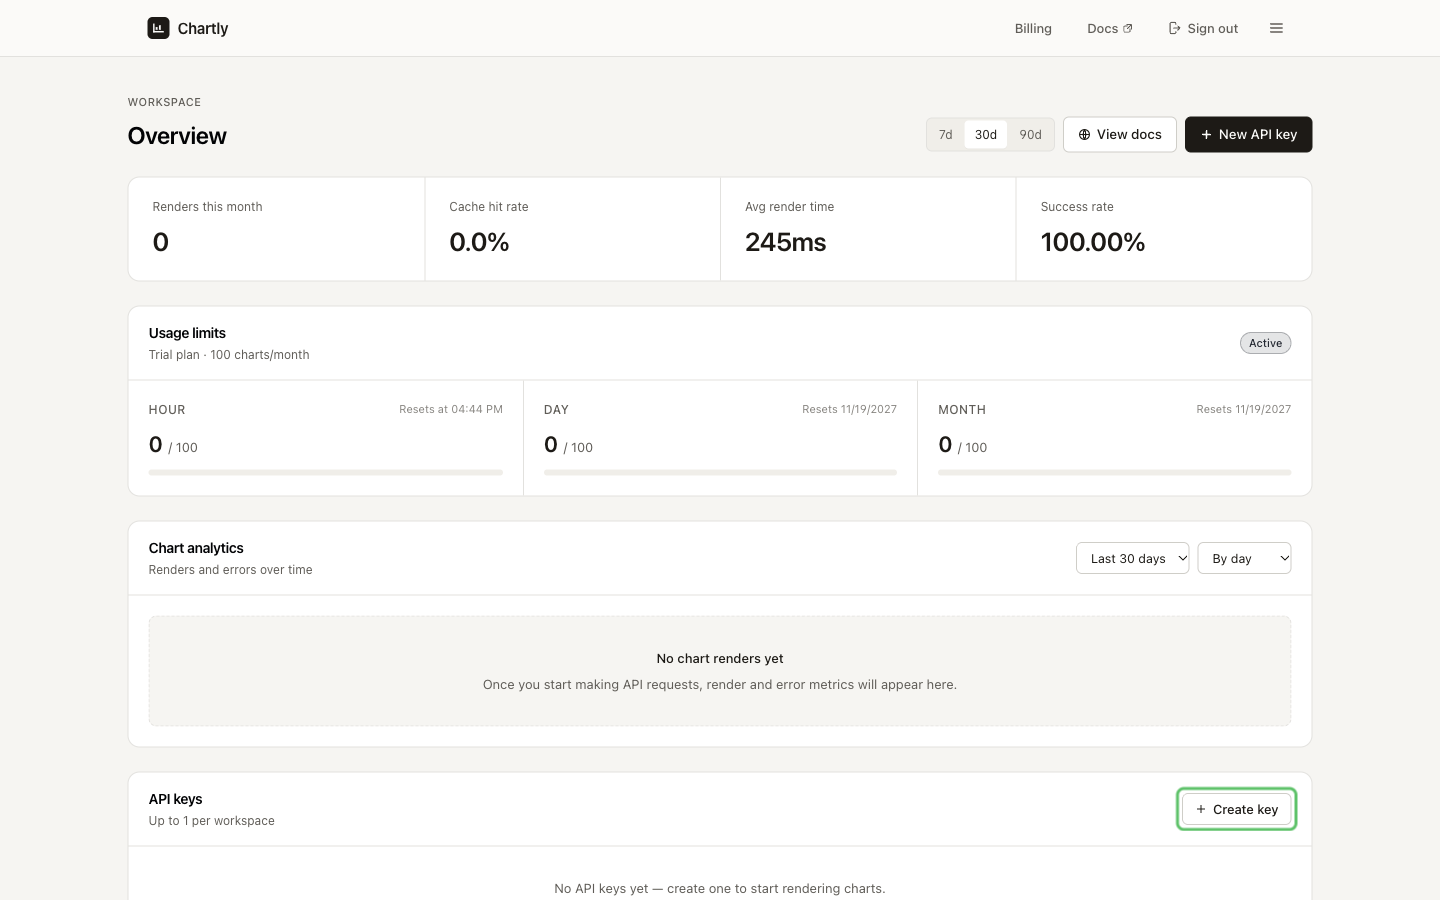 Chartly
Billing
Docs
Sign out
WORKSPACE
Overview
7d
30d
90d
View docs
New API key
Renders this month
0
Cache hit rate
0.0%
Avg render time
245ms
Success rate
100.00%
Usage limits
Trial plan · 100 charts/month
Active
HOUR
Resets at 04:44 PM
0 / 100
DAY
Resets 11/19/2027
0 / 100
MONTH
Resets 11/19/2027
0 / 100
Chart analytics
Renders and errors over time
Last 30 days
By day
No chart renders yet
Once you start making API requests, render and error metrics will appear here.
API keys
Up to 1 per workspace
Create key
No API keys yet — create one to start rendering charts.